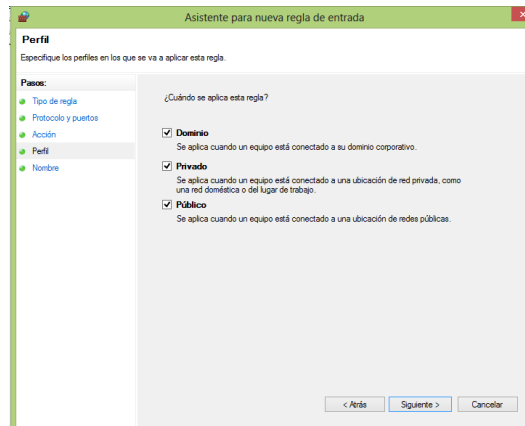 Asistente para nueva regla de entrada
Perfil
Especifique los perfiles en los que se va a aplicar esta regla.
Pasos:
Tipo de regla
Protocolo y puertos
Acción
Perfil
Nombre
¿Cuándo se aplica esta regla?
Dominio
Se aplica cuando un equipo está conectado a su dominio corporativo.
Privado
Se aplica cuando un equipo está conectado a una ubicación de red privada, como
una red doméstica o del lugar de trabajo.
Público
Se aplica cuando un equipo está conectado a una ubicación de redes públicas.
< Atrás
Siguiente >
Cancelar